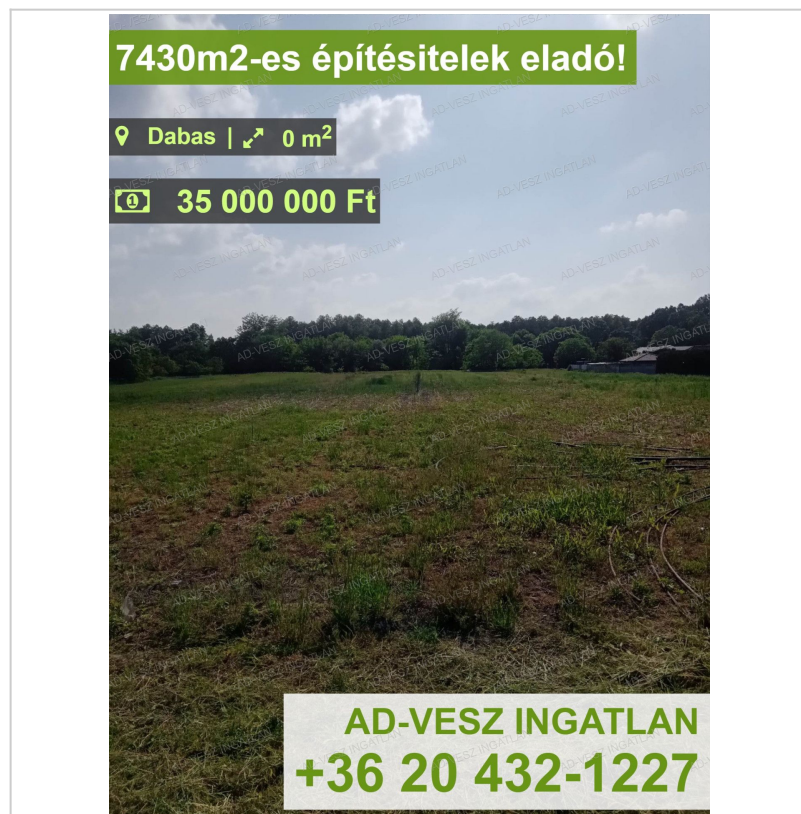 7430m2-es építésitelek eladó!
Dabas | 0 m²
35 000 000 Ft
AD-VESZ INGATLAN
+36 20 432-1227